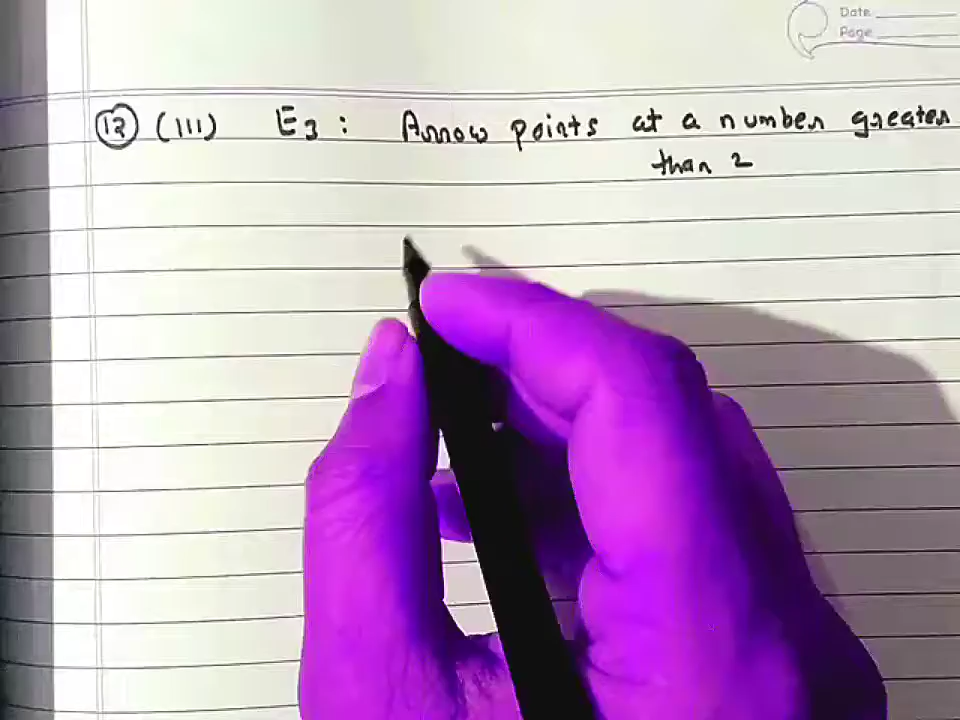 Date
Page
12 (III) E3 : Arrow points at a number greater
than 2